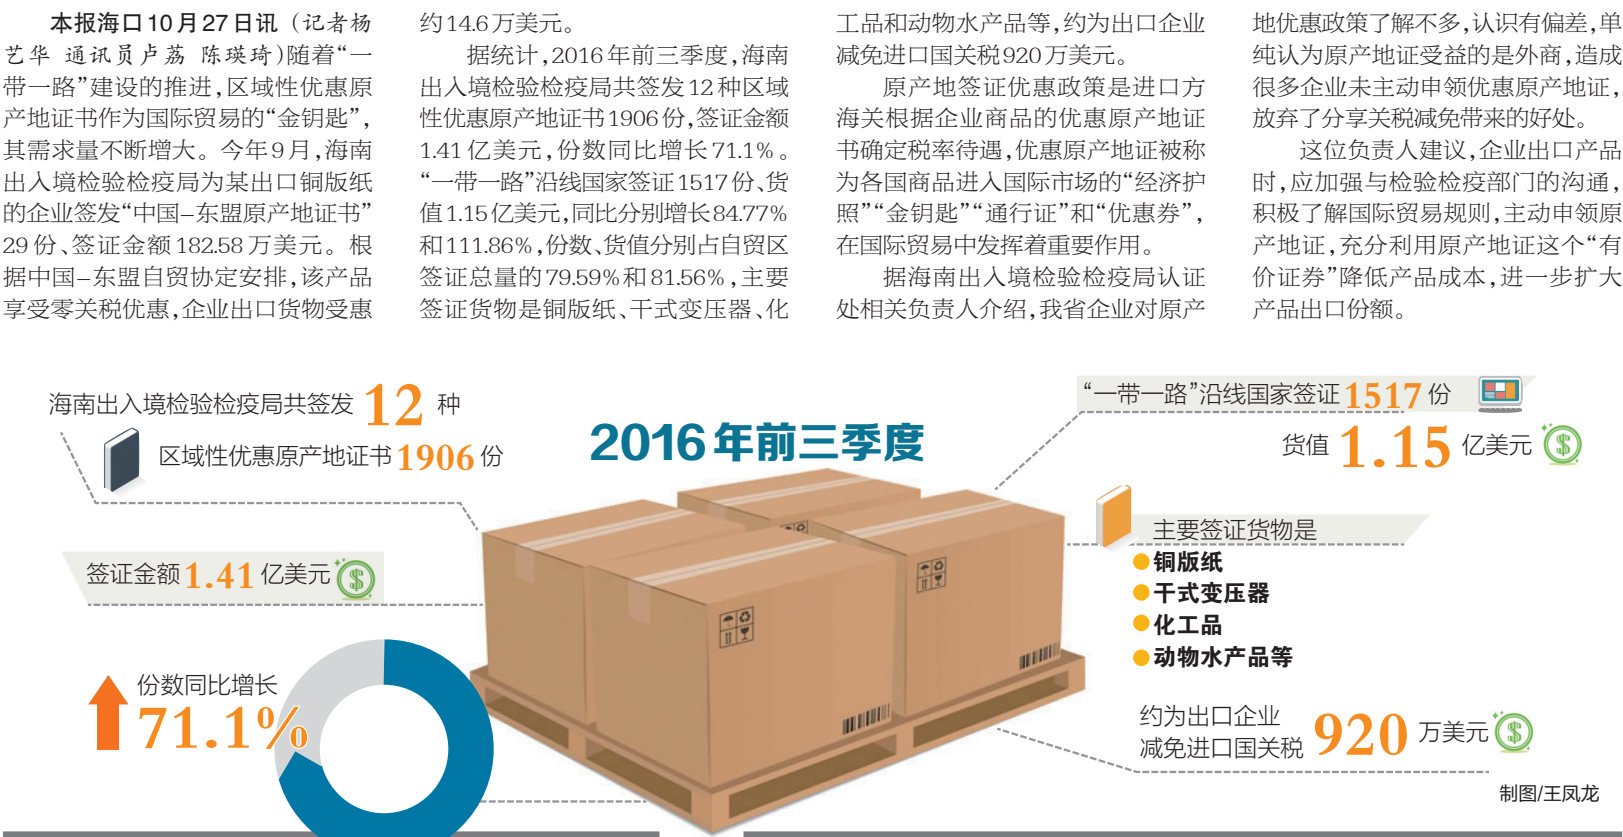 本报海口10月27日讯（记者杨
艺华 通讯员卢荔 陈瑛琦）随着“一
带一路”建设的推进，区域性优惠原
产地证书作为国际贸易的“金钥匙”，
其需求量不断增大。今年9月，海南
出入境检验检疫局为某出口铜版纸
的企业签发“中国－东盟原产地证书”
29份、签证金额182.58万美元。根
据中国－东盟自贸协定安排，该产品
享受零关税优惠，企业出口货物受惠
约14.6万美元。
据统计，2016年前三季度，海南
出入境检验检疫局共签发12种区域
性优惠原产地证书1906份，签证金额
1.41亿美元，份数同比增长71.1%。
“一带一路”沿线国家签证1517份、货
值1.15亿美元，同比分别增长84.77%
和111.86%，份数、货值分别占自贸区
签证总量的79.59%和81.56%，主要
签证货物是铜版纸、干式变压器、化
工品和动物水产品等，约为出口企业
减免进口国关税920万美元。
原产地签证优惠政策是进口方
海关根据企业商品的优惠原产地证
书确定税率待遇，优惠原产地证被称
为各国商品进入国际市场的“经济护
照”“金钥匙”“通行证”和“优惠券”，
在国际贸易中发挥着重要作用。
据海南出入境检验检疫局认证
处相关负责人介绍，我省企业对原产
地优惠政策了解不多，认识有偏差，单
纯认为原产地证受益的是外商，造成
很多企业未主动申领优惠原产地证，
放弃了分享关税减免带来的好处。
这位负责人建议，企业出口产品
时，应加强与检验检疫部门的沟通，
积极了解国际贸易规则，主动申领原
产地证，充分利用原产地证这个“有
价证券”降低产品成本，进一步扩大
产品出口份额。
2016年前三季度
海南出入境检验检疫局共签发12种
区域性优惠原产地证书1906份
签证金额1.41亿美元
份数同比增长
71.1%
“一带一路”沿线国家签证1517份
货值1.15亿美元
主要签证货物是
铜版纸
干式变压器
化工品
动物水产品等
约为出口企业
减免进口国关税920万美元
制图/王凤龙